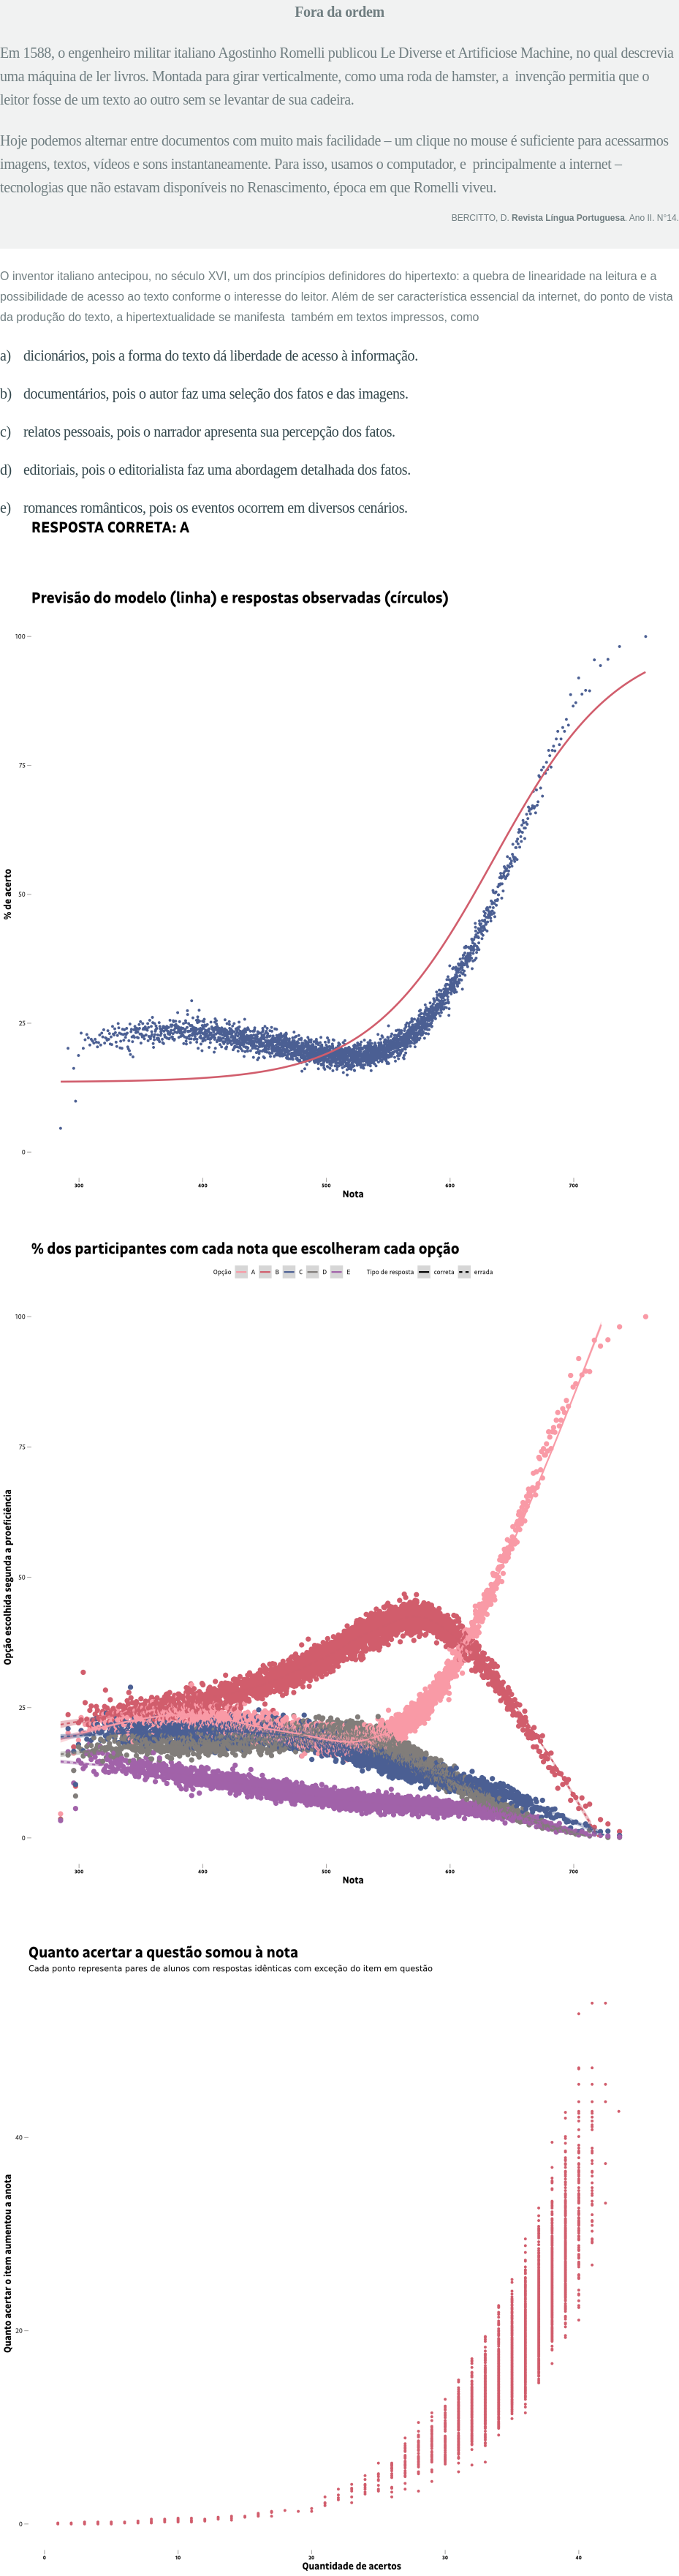 Fora da ordem
Em 1588, o engenheiro militar italiano Agostinho Romelli publicou Le Diverse et Artificiose Machine, no qual descrevia
uma máquina de ler livros. Montada para girar verticalmente, como uma roda de hamster, a invenção permitia que o
leitor fosse de um texto ao outro sem se levantar de sua cadeira.
Hoje podemos alternar entre documentos com muito mais facilidade – um clique no mouse é suficiente para acessarmos
imagens, textos, vídeos e sons instantaneamente. Para isso, usamos o computador, e principalmente a internet –
tecnologias que não estavam disponíveis no Renascimento, época em que Romelli viveu.
BERCITTO, D. Revista Língua Portuguesa. Ano II. N°14.
O inventor italiano antecipou, no século XVI, um dos princípios definidores do hipertexto: a quebra de linearidade na leitura e a
possibilidade de acesso ao texto conforme o interesse do leitor. Além de ser característica essencial da internet, do ponto de vista
da produção do texto, a hipertextualidade se manifesta também em textos impressos, como
a) dicionários, pois a forma do texto dá liberdade de acesso à informação.
b) documentários, pois o autor faz uma seleção dos fatos e das imagens.
c) relatos pessoais, pois o narrador apresenta sua percepção dos fatos.
d) editoriais, pois o editorialista faz uma abordagem detalhada dos fatos.
e) romances românticos, pois os eventos ocorrem em diversos cenários.
RESPOSTA CORRETA: A
Previsão do modelo (linha) e respostas observadas (círculos)
100
75
50
25
0
% de acerto
300 400 500 600 700
Nota
% dos participantes com cada nota que escolheram cada opção
Opção A B C D E Tipo de resposta correta errada
100
75
50
25
0
Opção escolhida segunda a proeficiência
300 400 500 600 700
Nota
Quanto acertar a questão somou à nota
Cada ponto representa pares de alunos com respostas idênticas com exceção do item em questão
40
20
0
Quanto acertar o item aumentou a anota
0 10 20 30 40
Quantidade de acertos